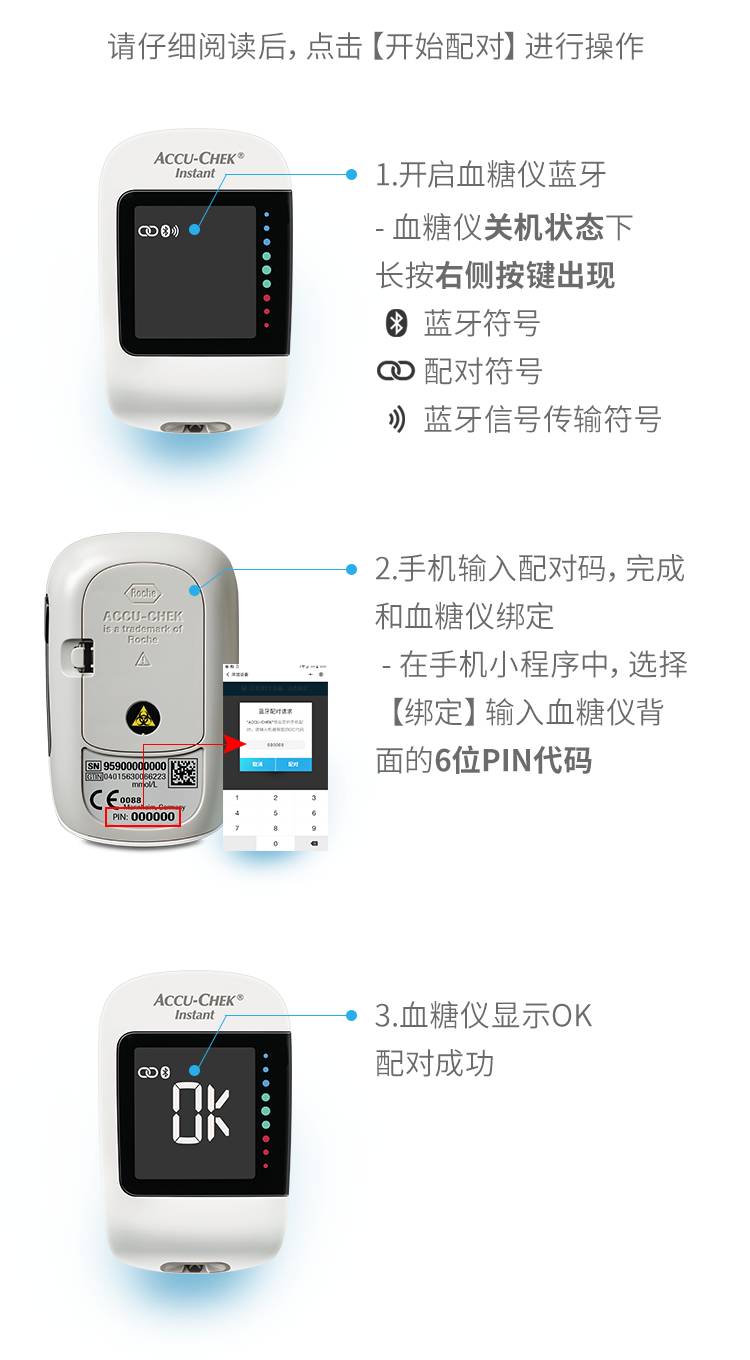 请仔细阅读后，点击【开始配对】进行操作
ACCU-CHEK®
Instant
1.开启血糖仪蓝牙
- 血糖仪关机状态下
长按右侧按键出现
蓝牙符号
配对符号
蓝牙信号传输符号
Roche
ACCU-CHEK
is a trademark of
Roche
SN 95900000000
GTIN 04015630066223
mmol/L
CE 0088
Mannheim, Germany
PIN: 000000
蓝牙配对请求
000000
取消 配对
1 2 3
4 5 6
7 8 9
0
2.手机输入配对码，完成
和血糖仪绑定
- 在手机小程序中，选择
【绑定】输入血糖仪背
面的6位PIN代码
ACCU-CHEK®
Instant
OK
3.血糖仪显示OK
配对成功